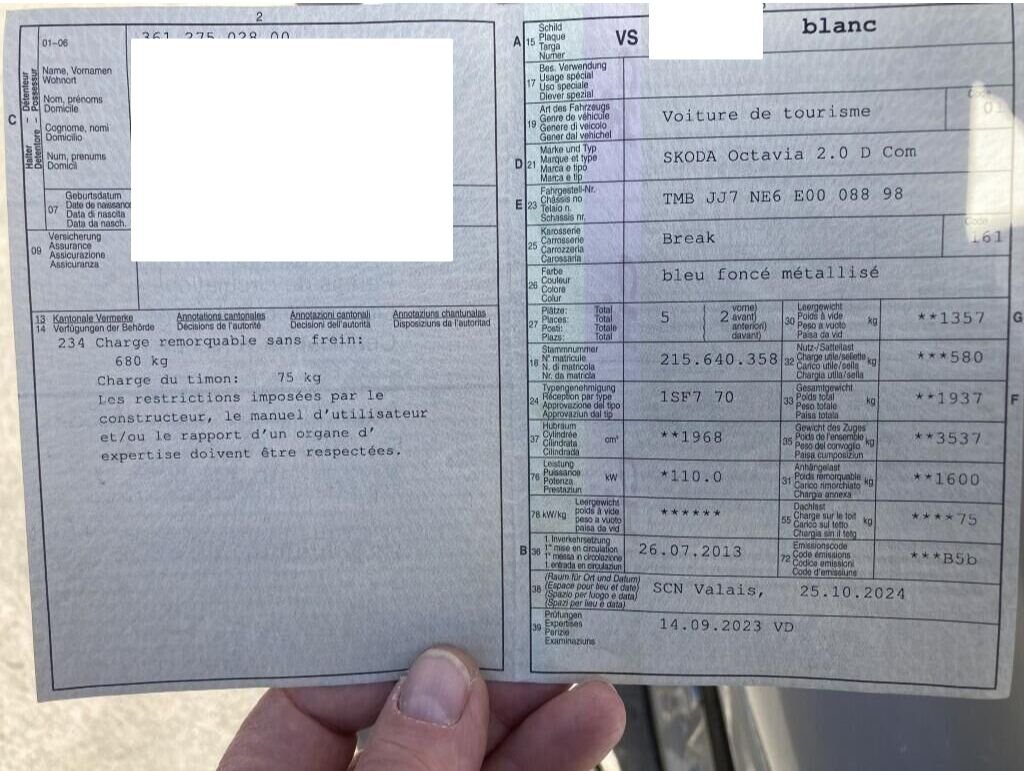 2
01-06
361 275 028 00
C
Halter - Détenteur
Detentore - Possessur
Name, Vornamen
Wohnort
Nom, prénoms
Domicile
Cognome, nomi
Domicilio
Num, prenums
Domicil
07
Geburtsdatum
Date de naissance
Data di nascita
Data da nasch.
09
Versicherung
Assurance
Assicurazione
Assicuranza
13 Kantonale Vermerke Annotations cantonales Annotazioni cantonali Annotaziuns chantunalas
14 Verfügungen der Behörde Décisions de l'autorité Decisioni dell'autorità Disposiziuns da l'autoritad
234 Charge remorquable sans frein:
680 kg
Charge du timon: 75 kg
Les restrictions imposées par le
constructeur, le manuel d'utilisateur
et/ou le rapport d'un organe d'
expertise doivent être respectées.
A 15
Schild
Plaque
Targa
Numer
VS
blanc
17
Bes. Verwendung
Usage spécial
Uso speciale
Diever spezial
19
Art des Fahrzeugs
Genre de véhicule
Genere di veicolo
Gener dal vehichel
Voiture de tourisme
Code
01
D 21
Marke und Typ
Marque et type
Marca e tipo
Marca e tip
SKODA Octavia 2.0 D Com
E 23
Fahrgestell-Nr.
Châssis no
Telaio n.
Schassis nr.
TMB JJ7 NE6 E00 088 98
25
Karosserie
Carrosserie
Carrozzeria
Carossaria
Break
Code
161
26
Farbe
Couleur
Colore
Colur
bleu foncé métallisé
27
Plätze: Total
Places: Total
Posti: Totale
Plazs: Total
5
2
vorne)
avant)
anteriori)
davant)
30
Leergewicht
Poids à vide
Peso a vuoto
Paisa da vid
kg
**1357
G
18
Stammnummer
N° matricule
N. di matricola
Nr. da matricla
215.640.358
32
Nutz-/Sattellast
Charge utile/sellette
Carico utile/sella
Chargia utila/sella
kg
***580
24
Typengenehmigung
Réception par type
Approvazione del tipo
Approvaziun dal tip
1SF7 70
33
Gesamtgewicht
Poids total
Peso totale
Paisa totala
kg
**1937
F
37
Hubraum
Cylindrée
Cilindrata
Cilindrada
cm³
**1968
35
Gewicht des Zuges
Poids de l'ensemble
Peso del convoglio
Paisa cumposiziun
kg
**3537
76
Leistung
Puissance
Potenza
Prestaziun
kW
*110.0
31
Anhängelast
Poids remorquable
Carico rimorchiato
Chargia annexa
kg
**1600
78 kW/kg
Leergewicht
poids à vide
peso a vuoto
paisa da vid
******
55
Dachlast
Charge sur le toit
Carico sul tetto
Chargia sin il tetg
kg
****75
B 36
1. Inverkehrsetzung
1re mise en circulation
1a messa in circolazione
1. entrada en circulaziun
26.07.2013
72
Emissionscode
Code émissions
Codice emissioni
Code d'emissiuns
***B5b
38
(Raum für Ort und Datum)
(Espace pour lieu et date)
(Spazio per luogo e data)
(Spazi per lieu e data)
SCN Valais, 25.10.2024
39
Prüfungen
Expertises
Perizie
Examinaziuns
14.09.2023 VD